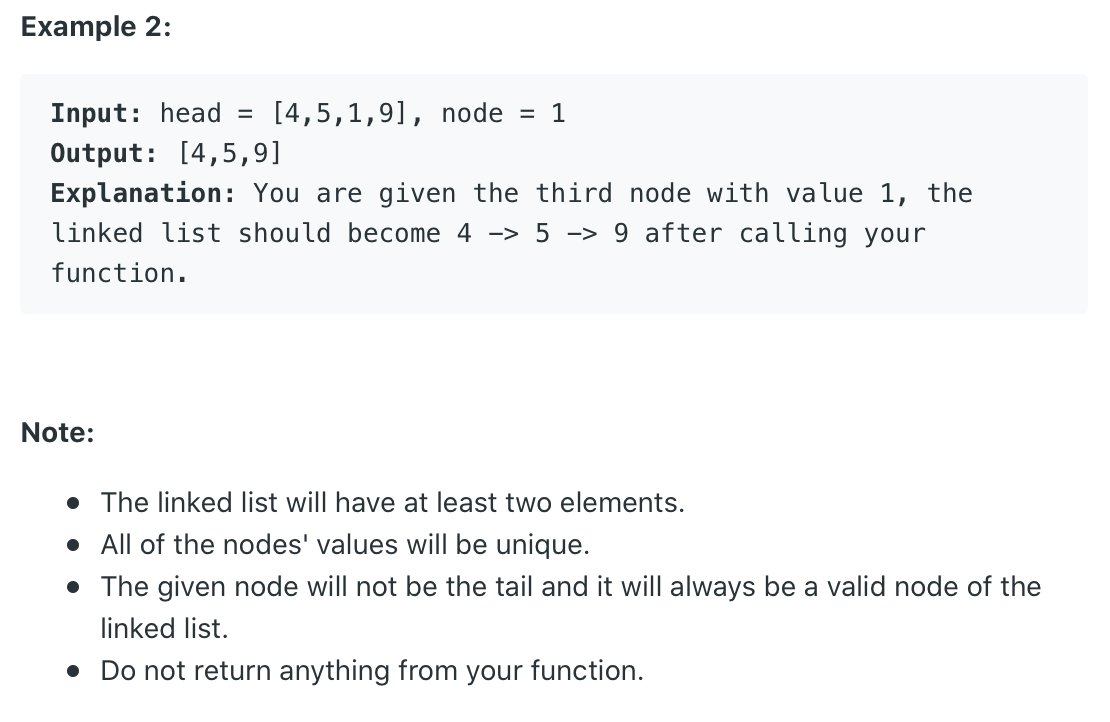 Example 2:
Input: head = [4,5,1,9], node = 1
Output: [4,5,9]
Explanation: You are given the third node with value 1, the
linked list should become 4 -> 5 -> 9 after calling your
function.
Note:
• The linked list will have at least two elements.
• All of the nodes' values will be unique.
• The given node will not be the tail and it will always be a valid node of the
linked list.
• Do not return anything from your function.